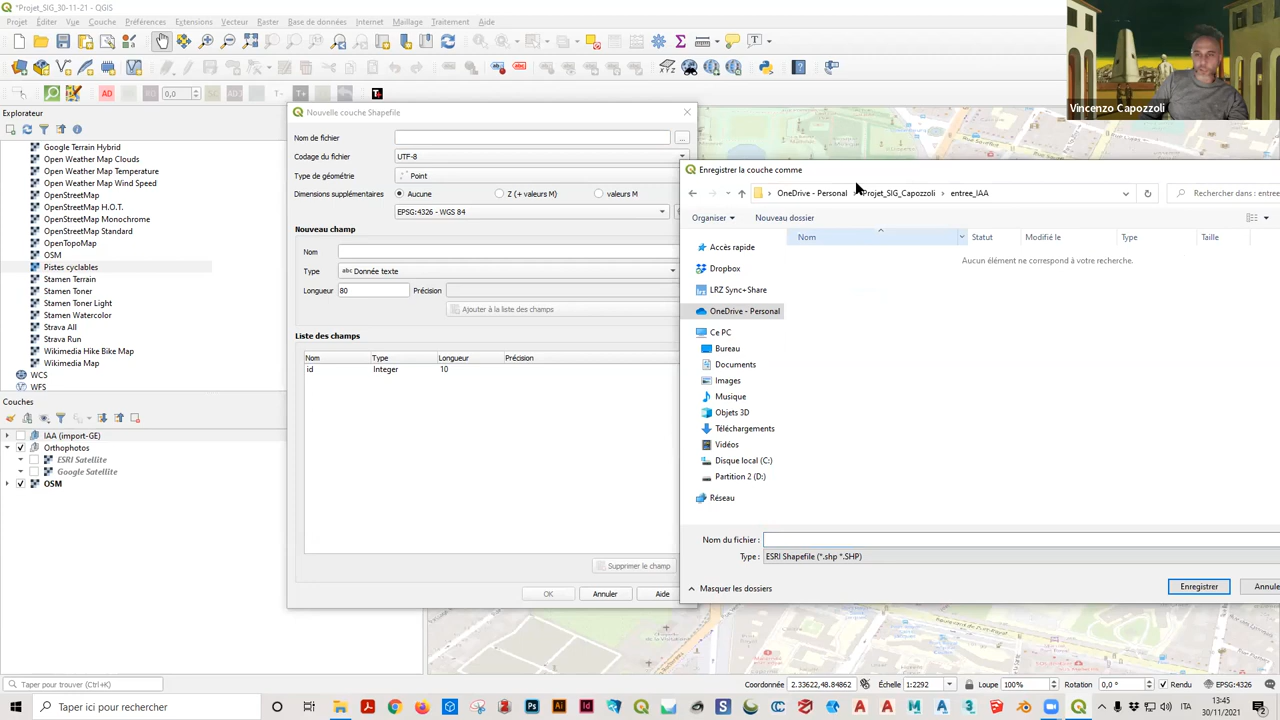 *Projet_SIG_30-11-21 - QGIS
Projet Éditer Vue Couche Préférences Extensions Vecteur Raster Base de données Internet Maillage Traitement Aide
Vincenzo Capozzoli
Explorateur
Google Terrain Hybrid
Open Weather Map Clouds
Open Weather Map Temperature
Open Weather Map Wind Speed
OpenStreetMap
OpenStreetMap H.O.T.
OpenStreetMap Monochrome
OpenStreetMap Standard
OpenTopoMap
OSM
Pistes cyclables
Stamen Terrain
Stamen Toner
Stamen Toner Light
Stamen Watercolor
Strava All
Strava Run
Wikimedia Hike Bike Map
Wikimedia Map
WCS
WFS
Couches
IAA (import-GE)
Orthophotos
ESRI Satellite
Google Satellite
OSM
Nouvelle couche Shapefile
Nom de fichier
...
Codage du fichier UTF-8
Type de géométrie Point
Dimensions supplémentaires Aucune Z (+ valeurs M) valeurs M
EPSG:4326 - WGS 84
Nouveau champ
Nom
Type abc Donnée texte
Longueur 80 Précision
Ajouter à la liste des champs
Liste des champs
Nom Type Longueur Précision
id Integer 10
Supprimer le champ
OK Annuler Aide
Enregistrer la couche comme
OneDrive - Personal Projet_SIG_Capozzoli entree_IAA
Rechercher dans : entree
Organiser Nouveau dossier
Nom Statut Modifié le Type Taille
Aucun élément ne correspond à votre recherche.
Accès rapide
Dropbox
LRZ Sync+Share
OneDrive - Personal
Ce PC
Bureau
Documents
Images
Musique
Objets 3D
Téléchargements
Vidéos
Disque local (C:)
Partition 2 (D:)
Réseau
Nom du fichier :
Type : ESRI Shapefile (*.shp *.SHP)
Masquer les dossiers
Enregistrer Annule
Taper pour trouver (Ctrl+K)
Coordonnée 2.33622,48.84862 Échelle 1:2292 Loupe 100% Rotation 0,0 ° Rendu EPSG:4326
Taper ici pour rechercher
ITA
13:45
30/11/2021